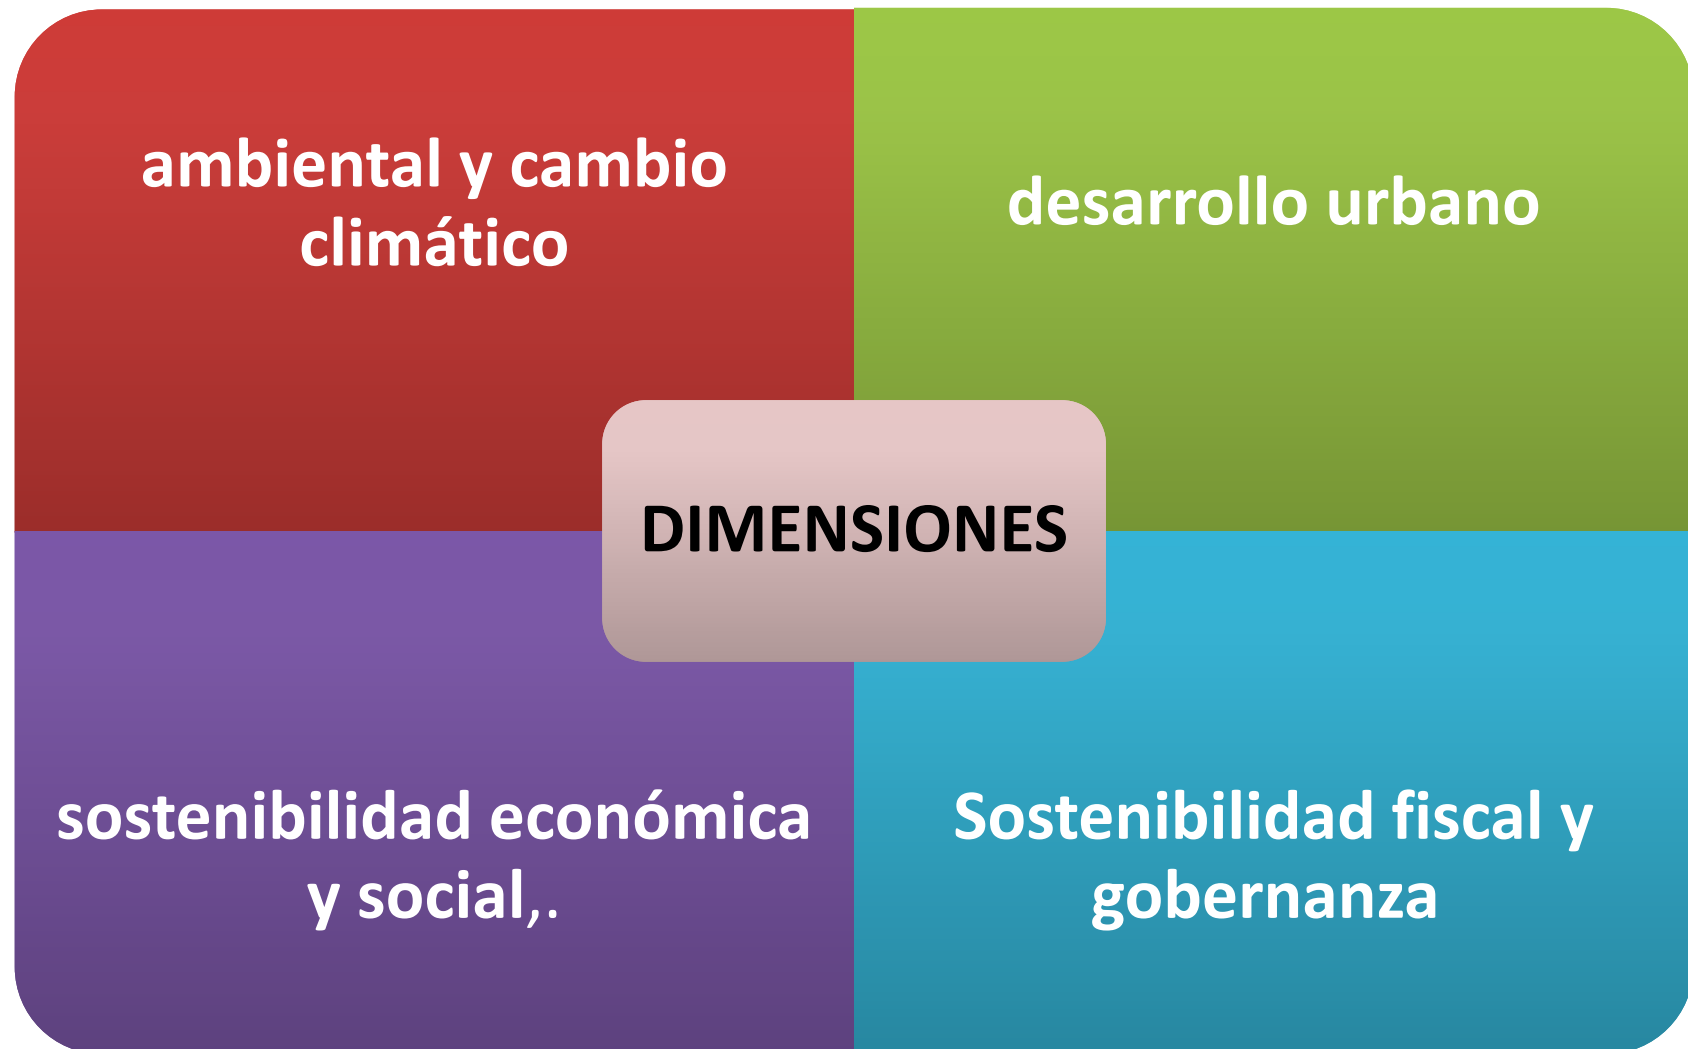 ambiental y cambio
climático
desarrollo urbano
DIMENSIONES
sostenibilidad económica
y social,.
Sostenibilidad fiscal y
gobernanza